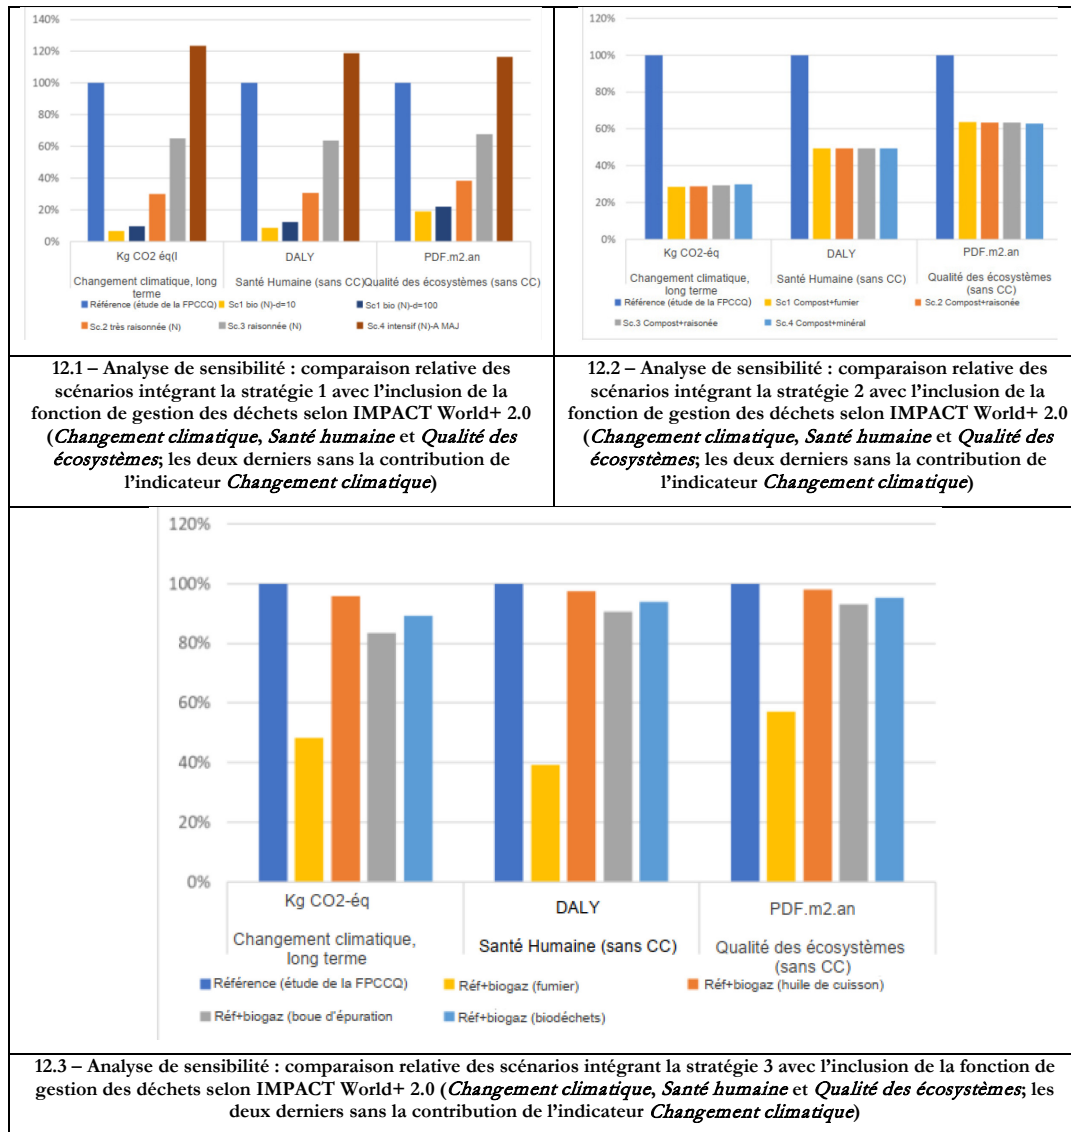 140%
120%
100%
80%
60%
40%
20%
0%
Kg CO2 éq(l
DALY
PDF.m2.an
Changement climatique, long
terme
Santé Humaine (sans CC)
Qualité des écosystèmes (sans CC)
Référence (étude de la FPCCQ)
Sc1 bio (N)-d=10
Sc1 bio (N)-d=100
Sc.2 très raisonnée (N)
Sc.3 raisonnée (N)
Sc.4 intensif (N)-A MAJ
120%
100%
80%
60%
40%
20%
0%
Kg CO2-éq
DALY
PDF.m2.an
Changement climatique,
long terme
Santé Humaine (sans CC)
Qualité des écosystèmes
(sans CC)
Référence (étude de la FPCCQ)
Sc1 Compost+fumier
Sc.2 Compost+raisonée
Sc.3 Compost+raisonée
Sc.4 Compost+minéral
12.1 – Analyse de sensibilité : comparaison relative des
scénarios intégrant la stratégie 1 avec l’inclusion de la
fonction de gestion des déchets selon IMPACT World+ 2.0
(Changement climatique, Santé humaine et Qualité des
écosystèmes; les deux derniers sans la contribution de
l’indicateur Changement climatique)
12.2 – Analyse de sensibilité : comparaison relative des
scénarios intégrant la stratégie 2 avec l’inclusion de la
fonction de gestion des déchets selon IMPACT World+ 2.0
(Changement climatique, Santé humaine et Qualité des
écosystèmes; les deux derniers sans la contribution de
l’indicateur Changement climatique)
120%
100%
80%
60%
40%
20%
0%
Kg CO2-éq
DALY
PDF.m2.an
Changement climatique,
long terme
Santé Humaine (sans CC)
Qualité des écosystèmes
(sans CC)
Référence (étude de la FPCCQ)
Réf+biogaz (fumier)
Réf+biogaz (huile de cuisson)
Réf+biogaz (boue d’épuration
Réf+biogaz (biodéchets)
12.3 – Analyse de sensibilité : comparaison relative des scénarios intégrant la stratégie 3 avec l’inclusion de la fonction de
gestion des déchets selon IMPACT World+ 2.0 (Changement climatique, Santé humaine et Qualité des écosystèmes; les
deux derniers sans la contribution de l’indicateur Changement climatique)